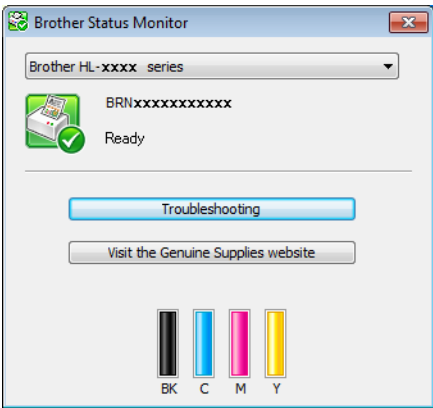 Brother Status Monitor
Brother HL-xxxx series
BRNxxxxxxxxxxx
Ready
Troubleshooting
Visit the Genuine Supplies website
BK C M Y